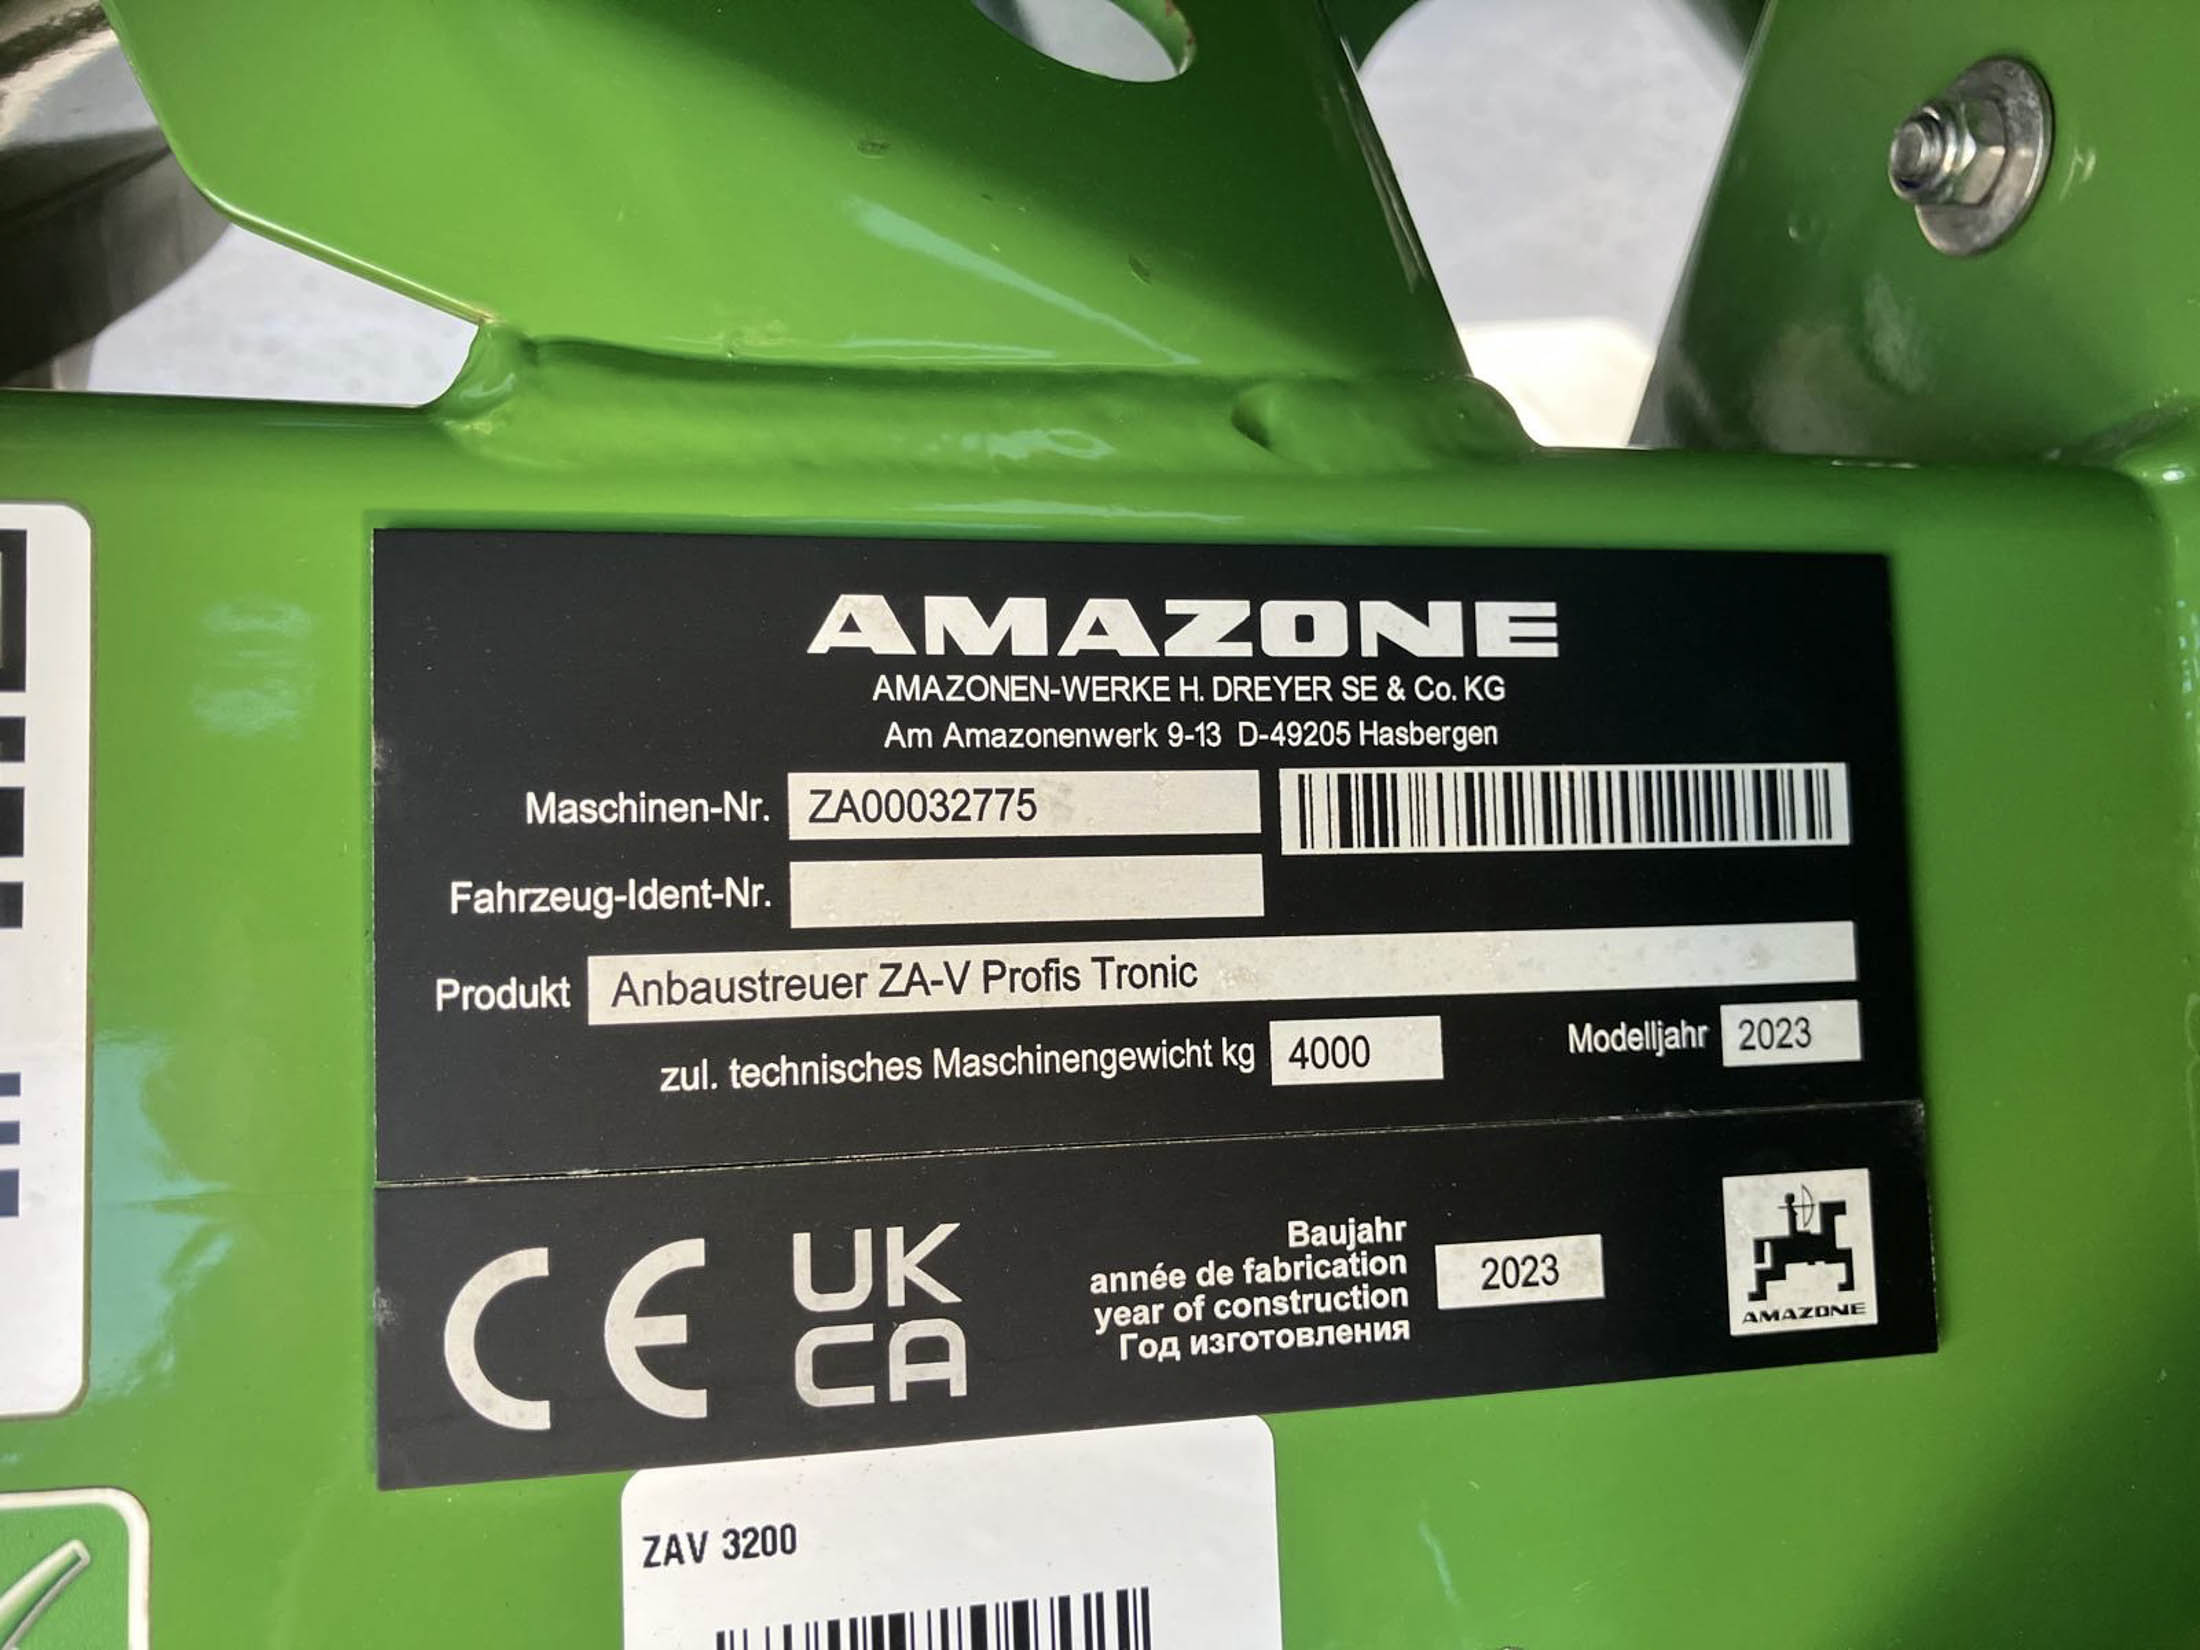 AMAZONE
AMAZONEN-WERKE H. DREYER SE & Co. KG
Am Amazonenwerk 9-13 D-49205 Hasbergen
Maschinen-Nr. ZA00032775
Fahrzeug-Ident-Nr.
Produkt Anbaustreuer ZA-V Profis Tronic
zul. technisches Maschinengewicht kg 4000 Modelljahr 2023
CE UK
CA
Baujahr
année de fabrication
year of construction
Год изготовления
2023
AMAZONE
ZAV 3200